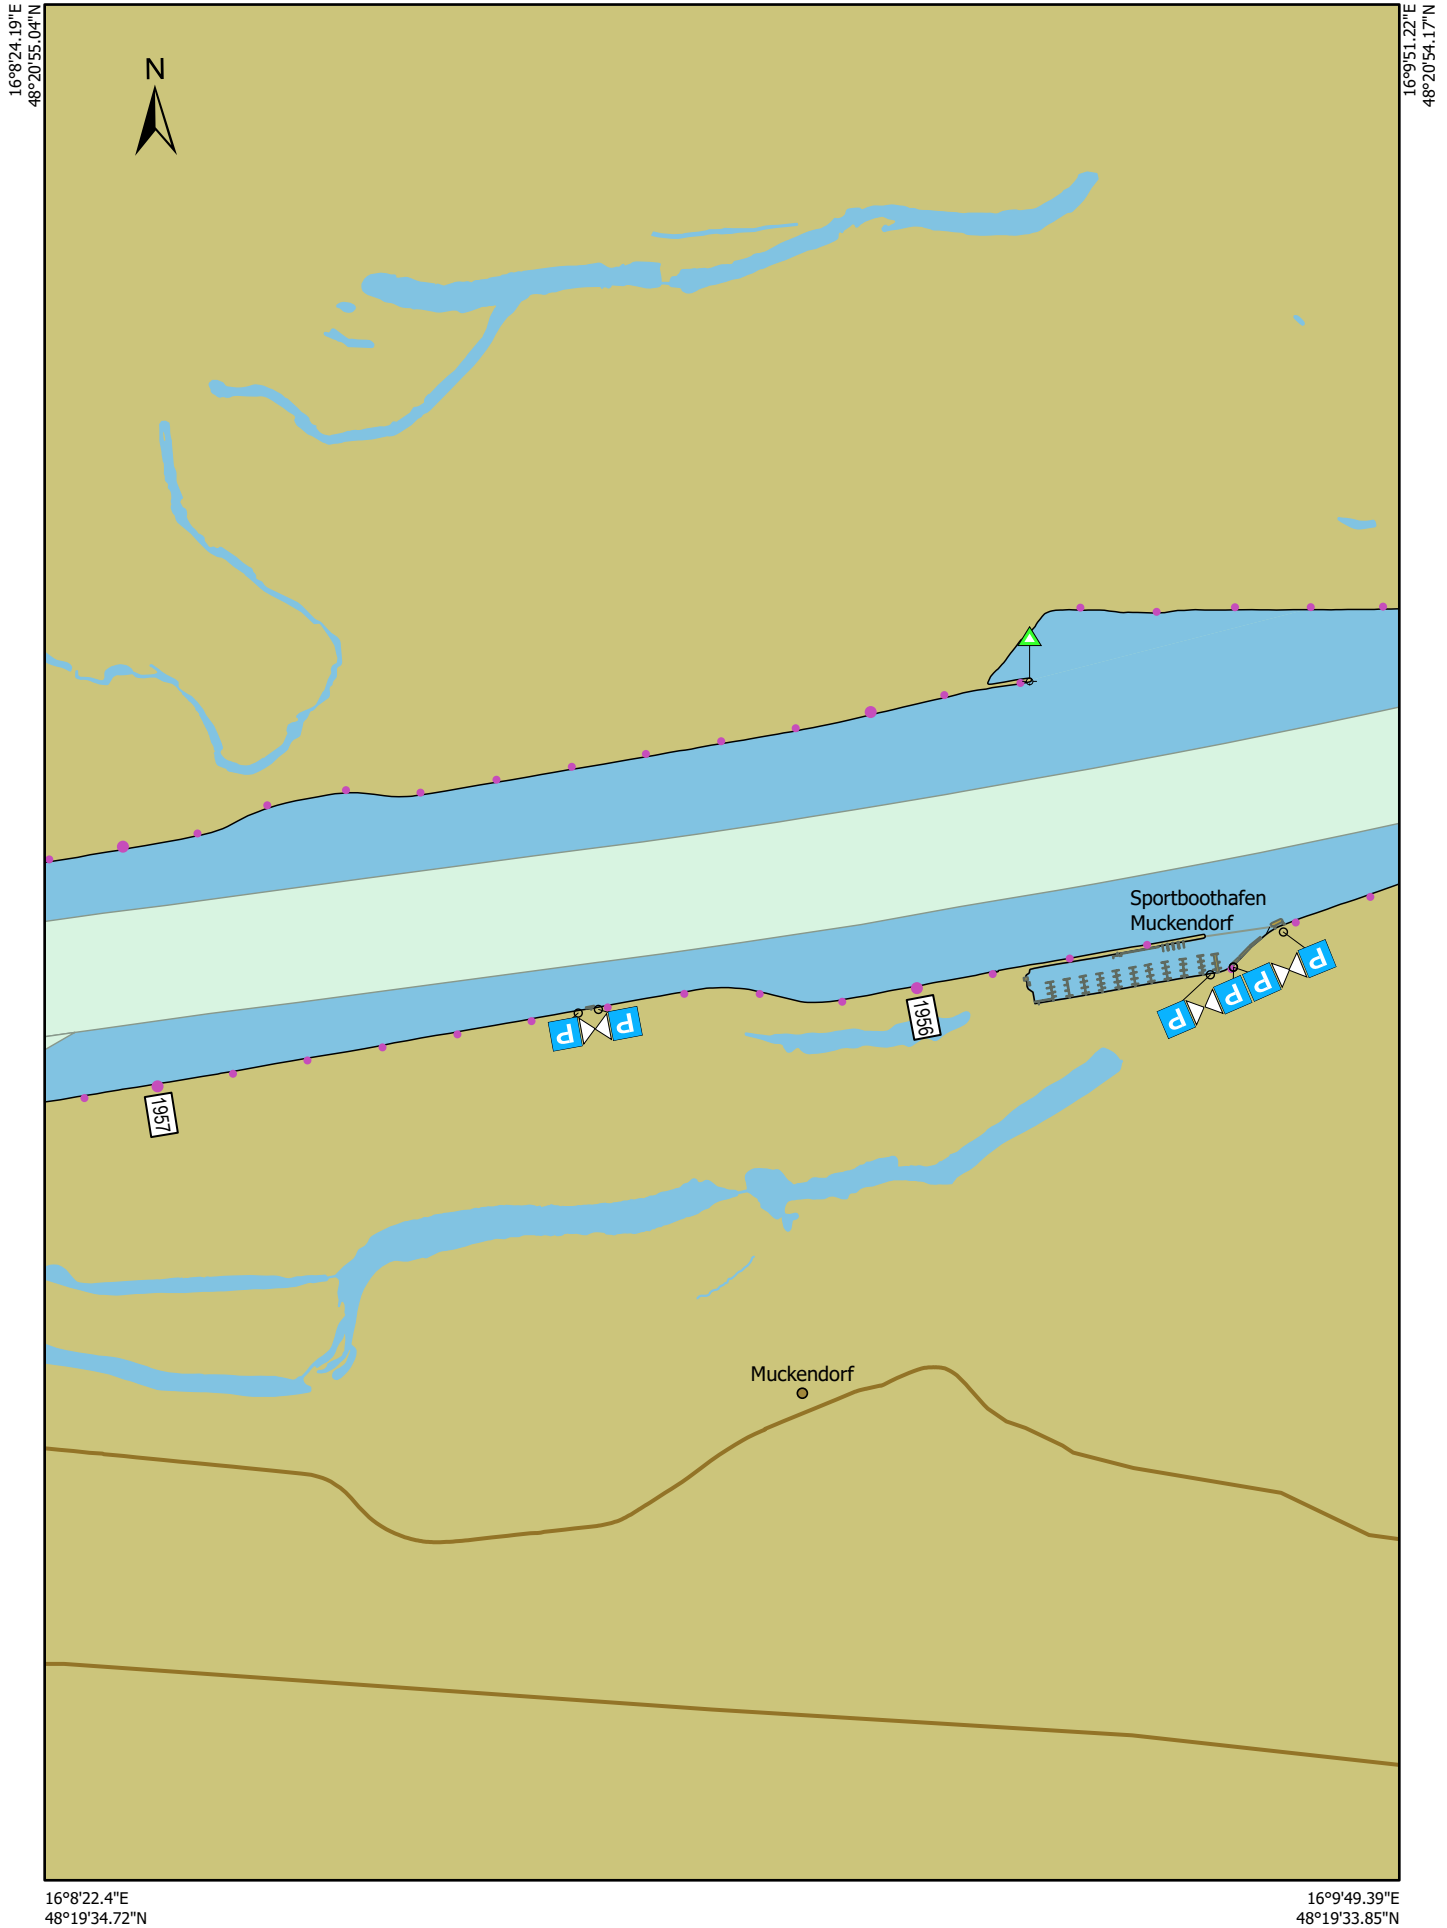 16°8'24.19"E
48°20'55.04"N
16°9'51.22"E
48°20'54.17"N
N
Sportboothafen
Muckendorf
P
P
P
P
P
P
1956
1957
Muckendorf
16°8'22.4"E
48°19'34.72"N
16°9'49.39"E
48°19'33.85"N